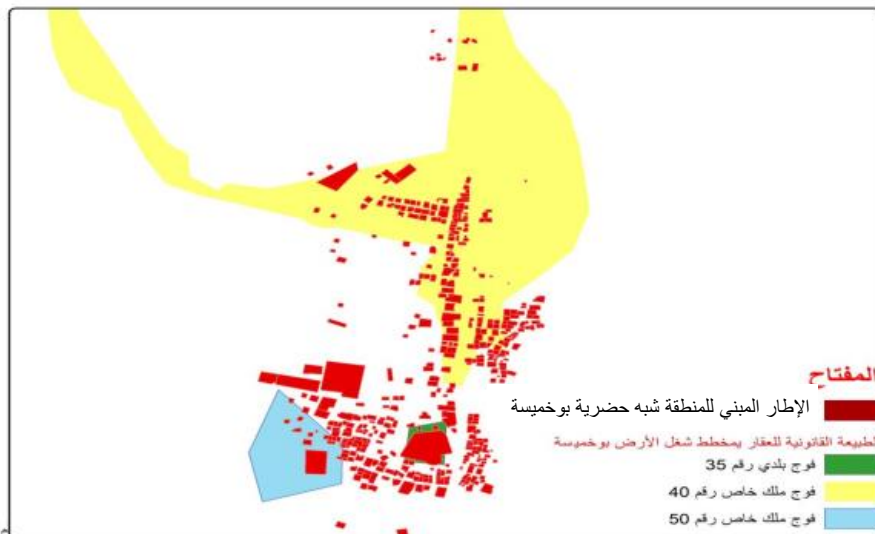 المفتاح
الإطار المبني للمنطقة شبه حضرية بوخميسة
الطبيعة القانونية للعقار بمخطط شغل الأرض بوخميسة
فوج بلدي رقم 35
فوج ملك خاص رقم 40
فوج ملك خاص رقم 50